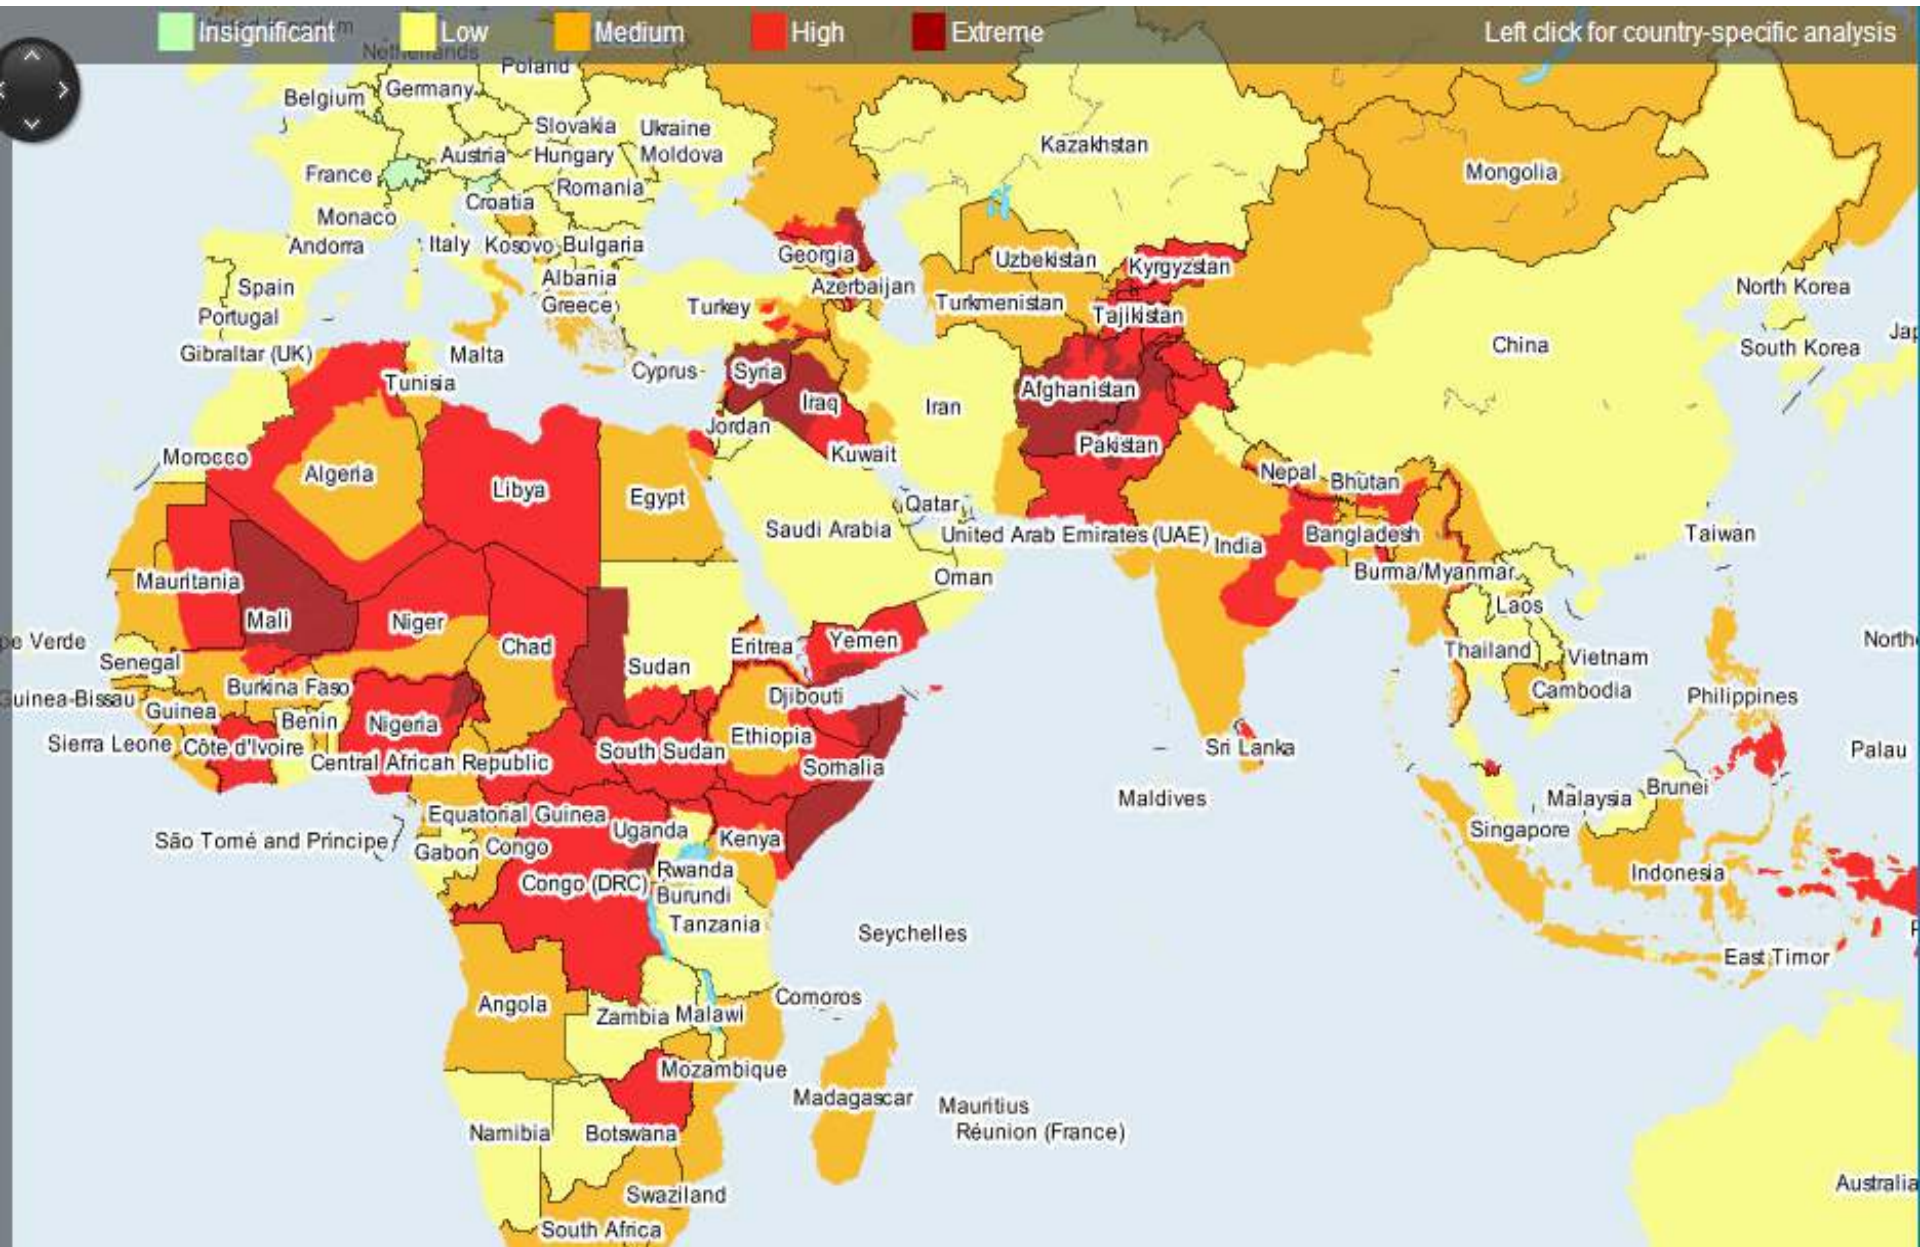 Insignificant
Low
Medium
High
Extreme
Left click for country-specific analysis
Netherlands
Poland
Belgium
Germany
Slovakia
Ukraine
Austria
Hungary
Moldova
France
Romania
Croatia
Monaco
Andorra
Italy
Kosovo
Bulgaria
Albania
Spain
Greece
Portugal
Turkey
Georgia
Azerbaijan
Kazakhstan
Mongolia
Uzbekistan
Kyrgyzstan
Turkmenistan
Tajikistan
North Korea
South Korea
China
Gibraltar (UK)
Tunisia
Malta
Cyprus
Syria
Iraq
Iran
Afghanistan
Jordan
Pakistan
Kuwait
Morocco
Algeria
Libya
Egypt
Saudi Arabia
Qatar
United Arab Emirates (UAE)
India
Nepal
Bhutan
Bangladesh
Taiwan
Oman
Burma/Myanmar
Laos
Mauritania
Mali
Niger
Chad
Sudan
Eritrea
Yemen
Thailand
Vietnam
Cambodia
Philippines
pe Verde
Senegal
Guinea-Bissau
Burkina Faso
Guinea
Benin
Nigeria
Djibouti
Ethiopia
Sierra Leone
Côte d'Ivoire
Central African Republic
South Sudan
Somalia
Sri Lanka
Maldives
Palau
Malaysia
Brunei
Singapore
Indonesia
East Timor
Equatorial Guinea
Uganda
Kenya
São Tomé and Príncipe
Gabon
Congo
Congo (DRC)
Rwanda
Burundi
Tanzania
Seychelles
Angola
Zambia
Malawi
Comoros
Mozambique
Madagascar
Mauritius
Réunion (France)
Namibia
Botswana
Swaziland
South Africa
Australia